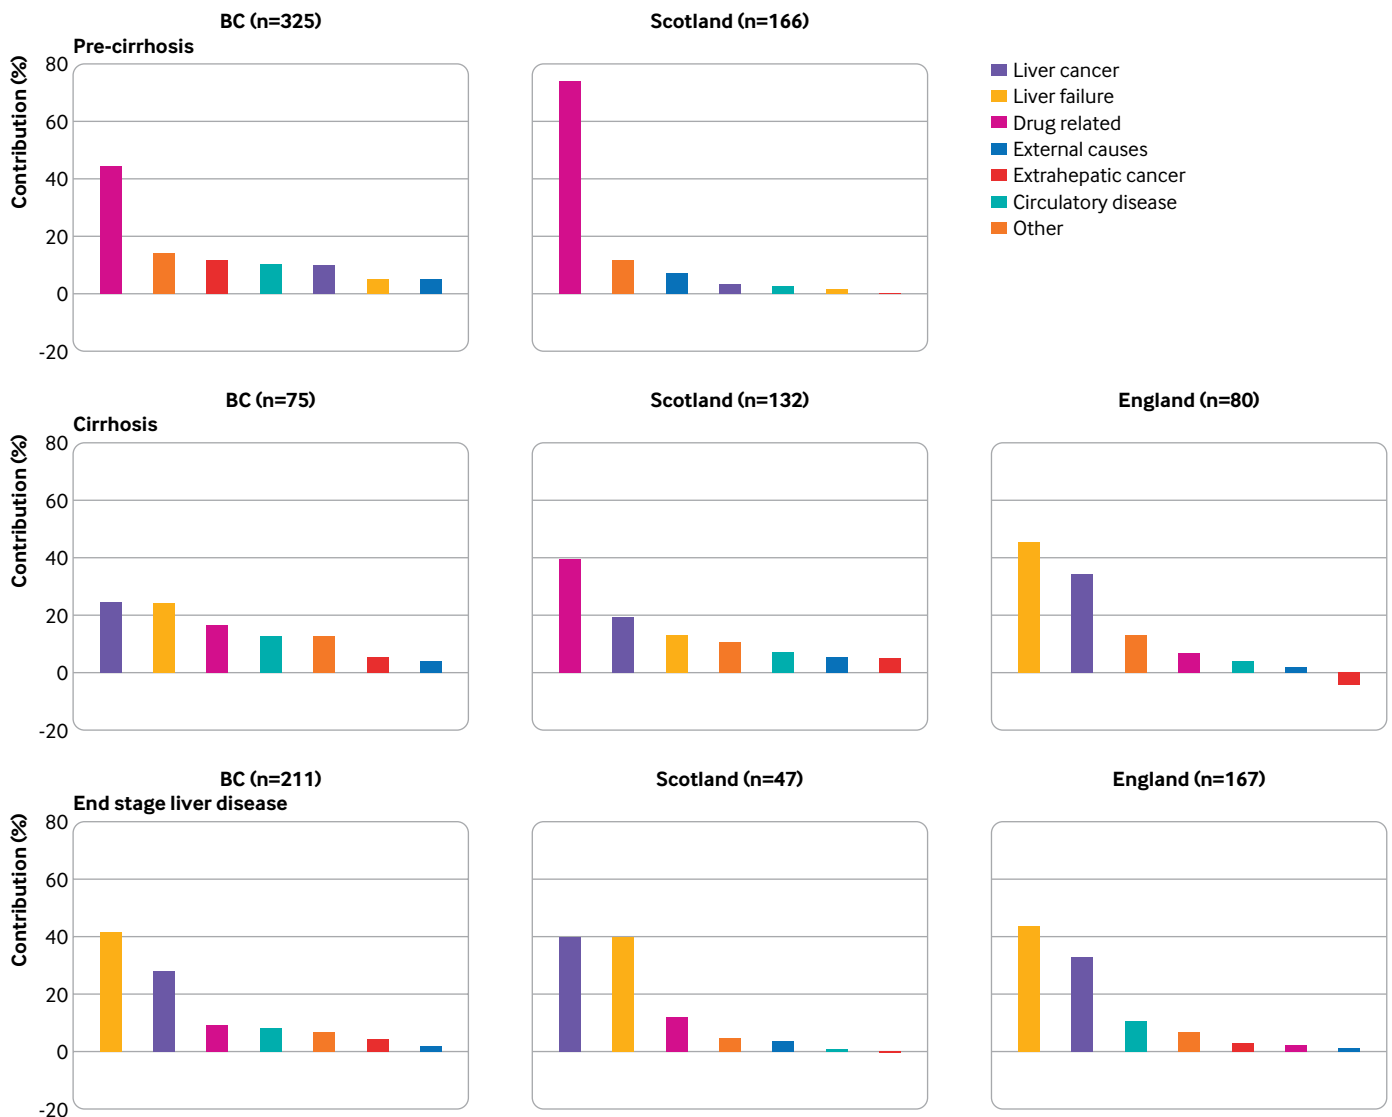 BC (n=325)
Scotland (n=166)
Pre-cirrhosis
Contribution (%)
80
60
40
20
0
-20
Liver cancer
Liver failure
Drug related
External causes
Extrahepatic cancer
Circulatory disease
Other
BC (n=75)
Scotland (n=132)
England (n=80)
Cirrhosis
Contribution (%)
80
60
40
20
0
-20
BC (n=211)
Scotland (n=47)
England (n=167)
End stage liver disease
Contribution (%)
80
60
40
20
0
-20